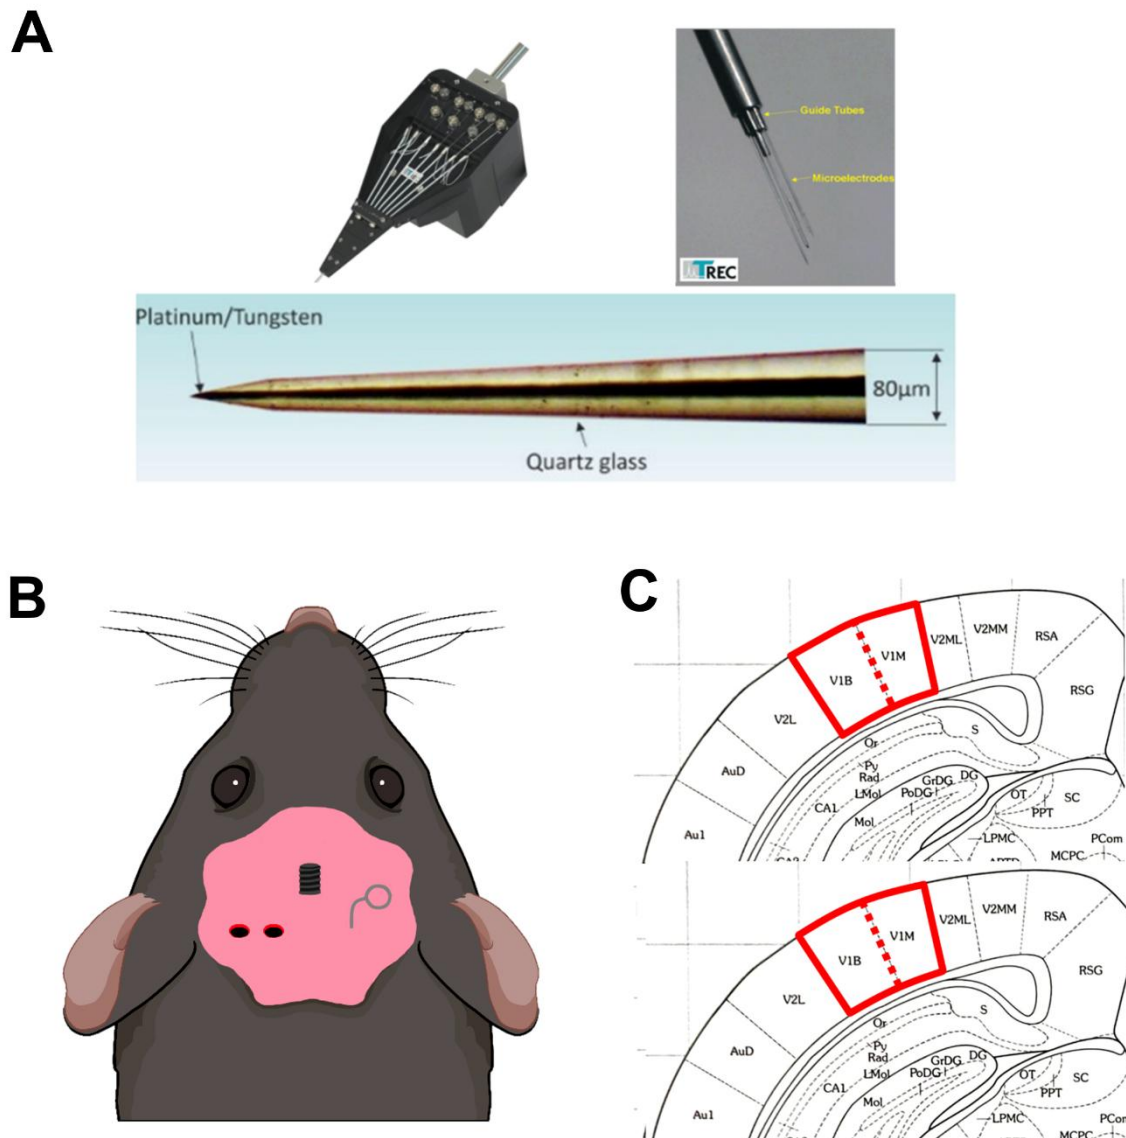 A
Guide Tubes
Microelectrodes
TREC
Platinum/Tungsten
80µm
Quartz glass
B
C
V2MM
V2ML
RSA
V1M
V1B
RSG
V2L
S
Or
AuD
Py
Rad
GrDG
DG
LMol
PoDG
OT
SC
CA1
PPT
Mol
Au1
LPMC
PCom
MCPC
V2MM
V2ML
RSA
V1M
V1B
RSG
V2L
S
Or
AuD
Py
Rad
GrDG
DG
LMol
PoDG
OT
SC
CA1
PPT
Mol
Au1
LPMC
PCom
MCPC